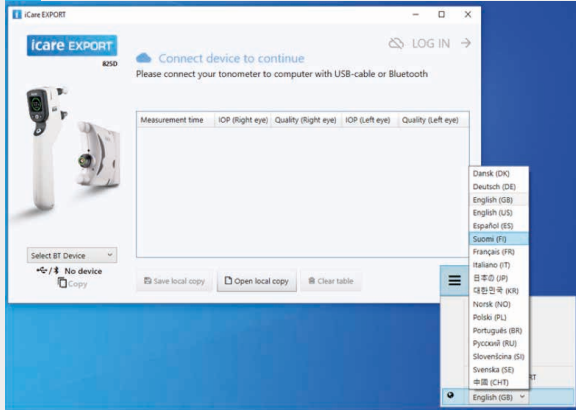 iCare EXPORT
iCare EXPORT
825D
LOG IN
Connect device to continue
Please connect your tonometer to computer with USB-cable or Bluetooth
Measurement time IOP (Right eye) Quality (Right eye) IOP (Left eye) Quality (Left eye)
Select BT Device
/ No device
Copy
Save local copy Open local copy Clear table
Dansk (DK)
Deutsch (DE)
English (GB)
English (US)
Español (ES)
Suomi (FI)
Français (FR)
Italiano (IT)
日本の (JP)
대한민국 (KR)
Norsk (NO)
Polski (PL)
Português (BR)
Русский (RU)
Slovenščina (SI)
Svenska (SE)
中國 (CHT)
RT
English (GB)